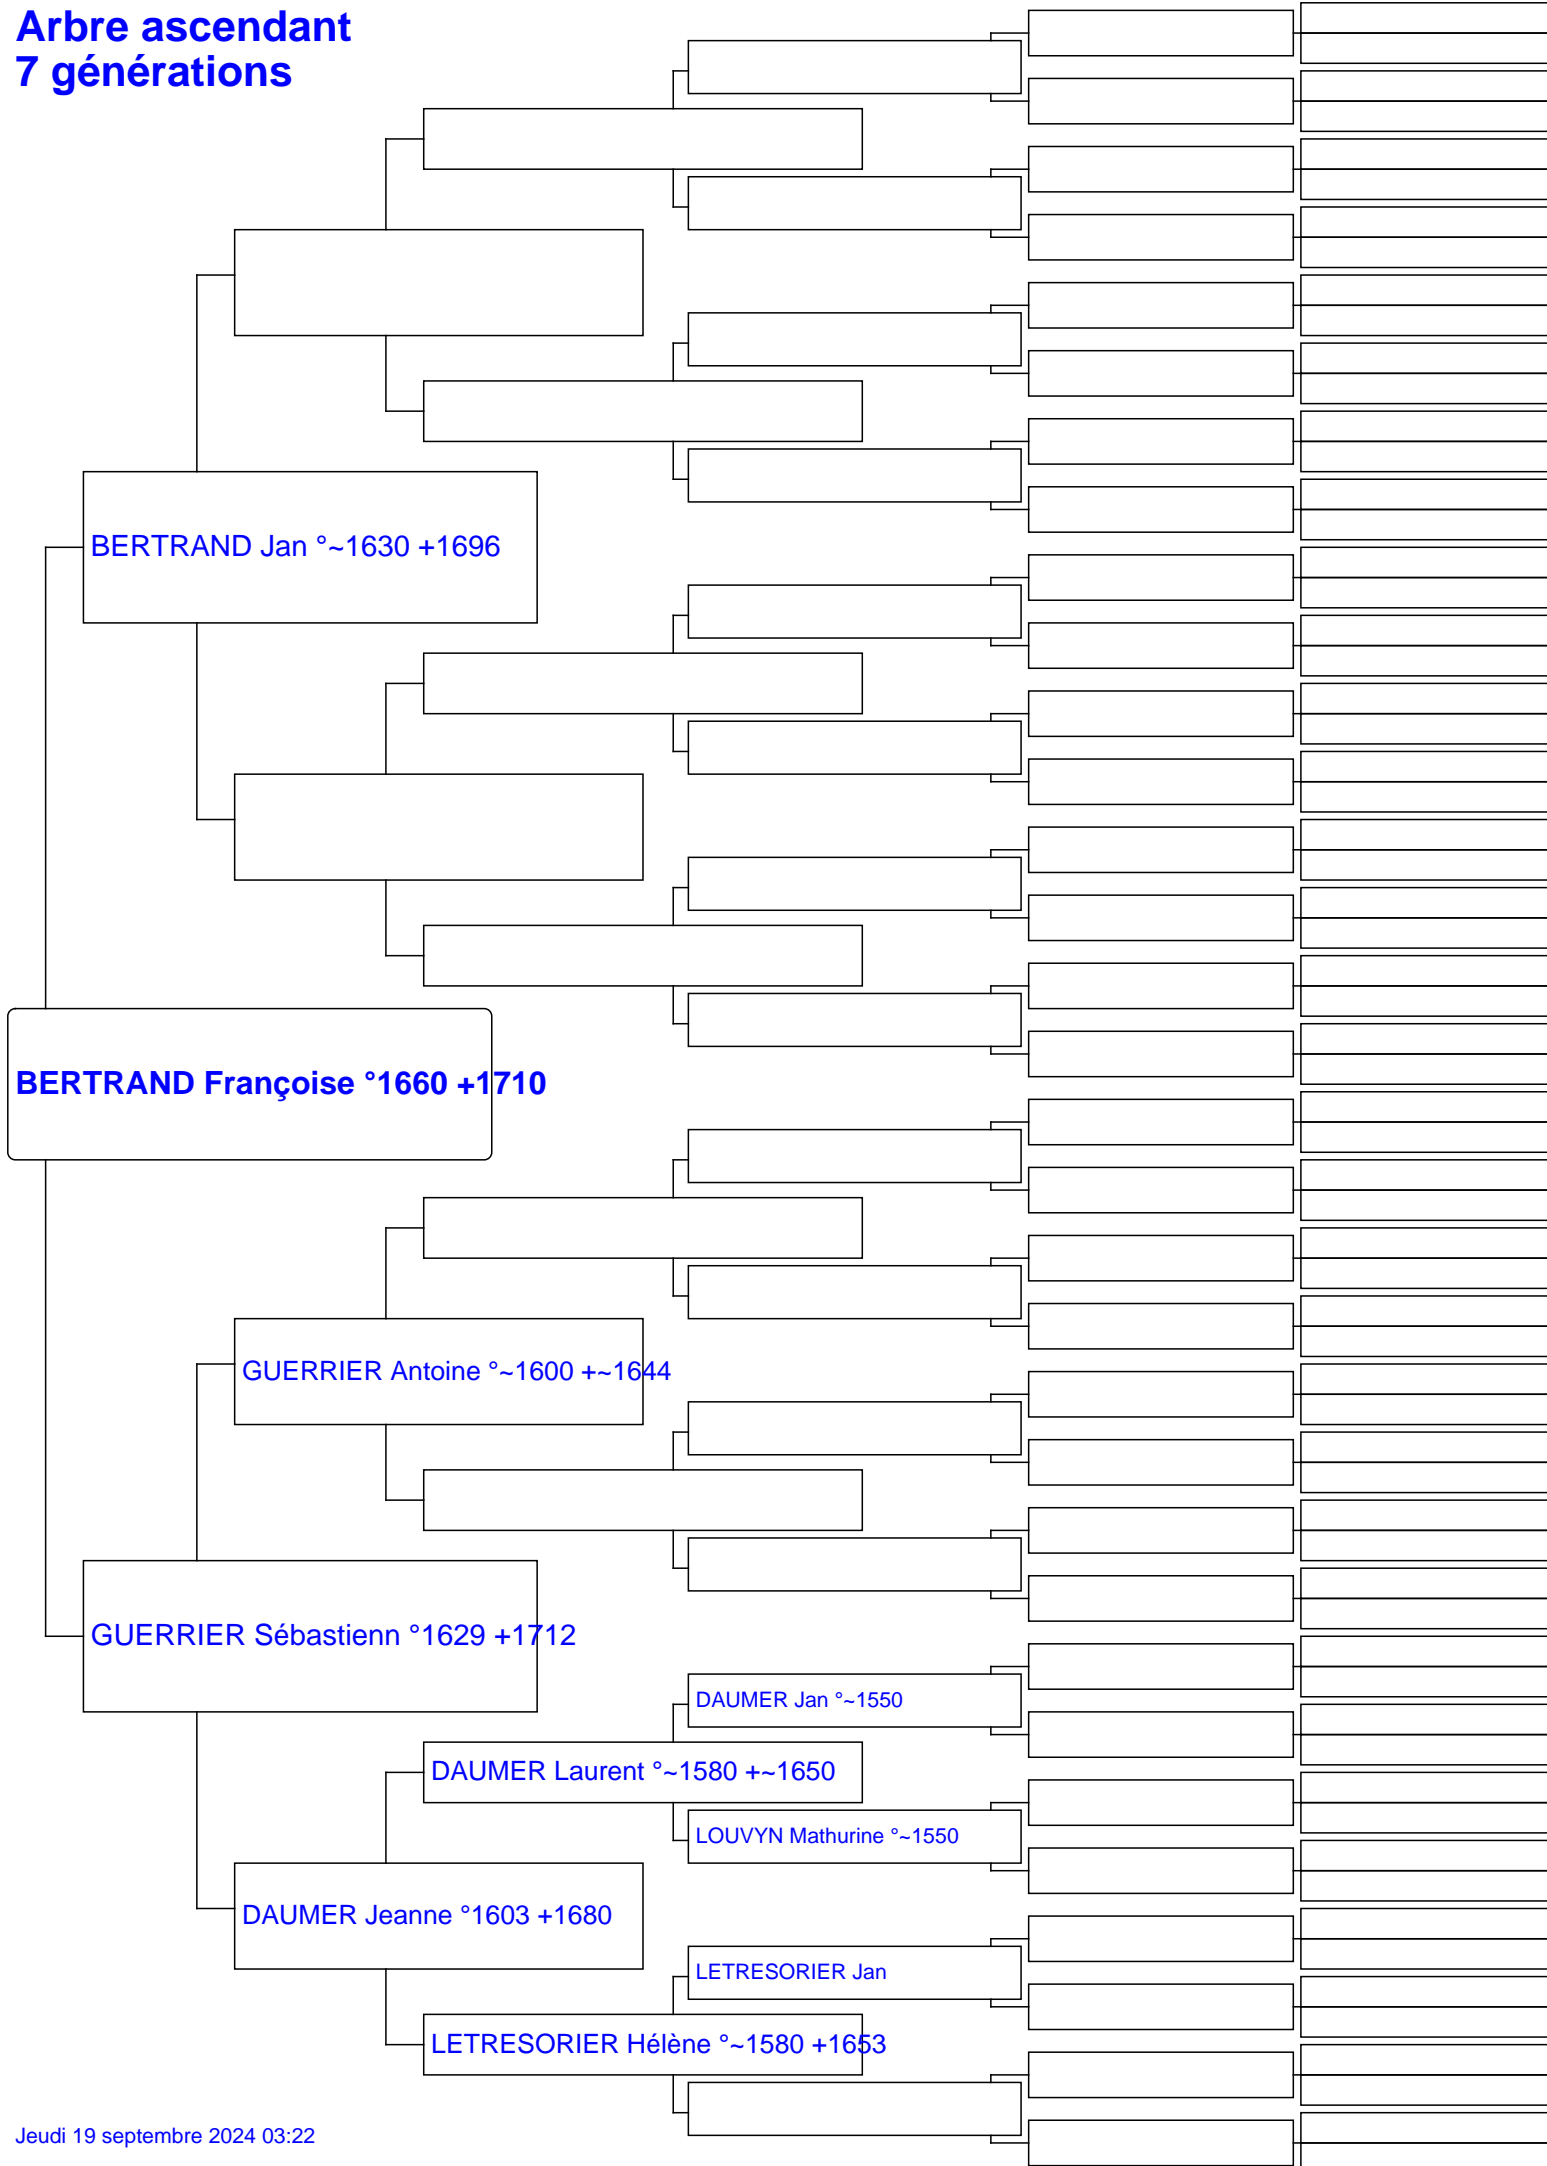 Arbre ascendant
7 générations
BERTRAND Jan °~1630 +1696
BERTRAND Françoise °1660 +1710
GUERRIER Antoine °~1600 +~1644
GUERRIER Sébastienn °1629 +1712
DAUMER Jan °~1550
DAUMER Laurent °~1580 +~1650
LOUVYN Mathurine °~1550
DAUMER Jeanne °1603 +1680
LETRESORIER Jan
LETRESORIER Hélène °~1580 +1653
Jeudi 19 septembre 2024 03:22